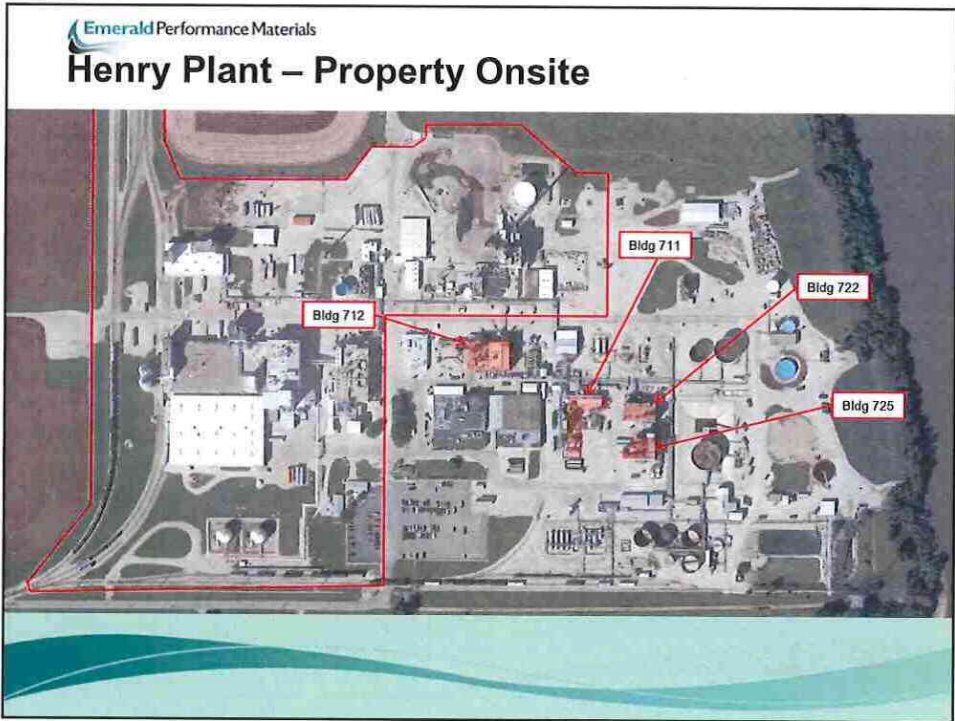 Emerald Performance Materials
Henry Plant – Property Onsite
Bldg 711
Bldg 722
Bldg 712
Bldg 725